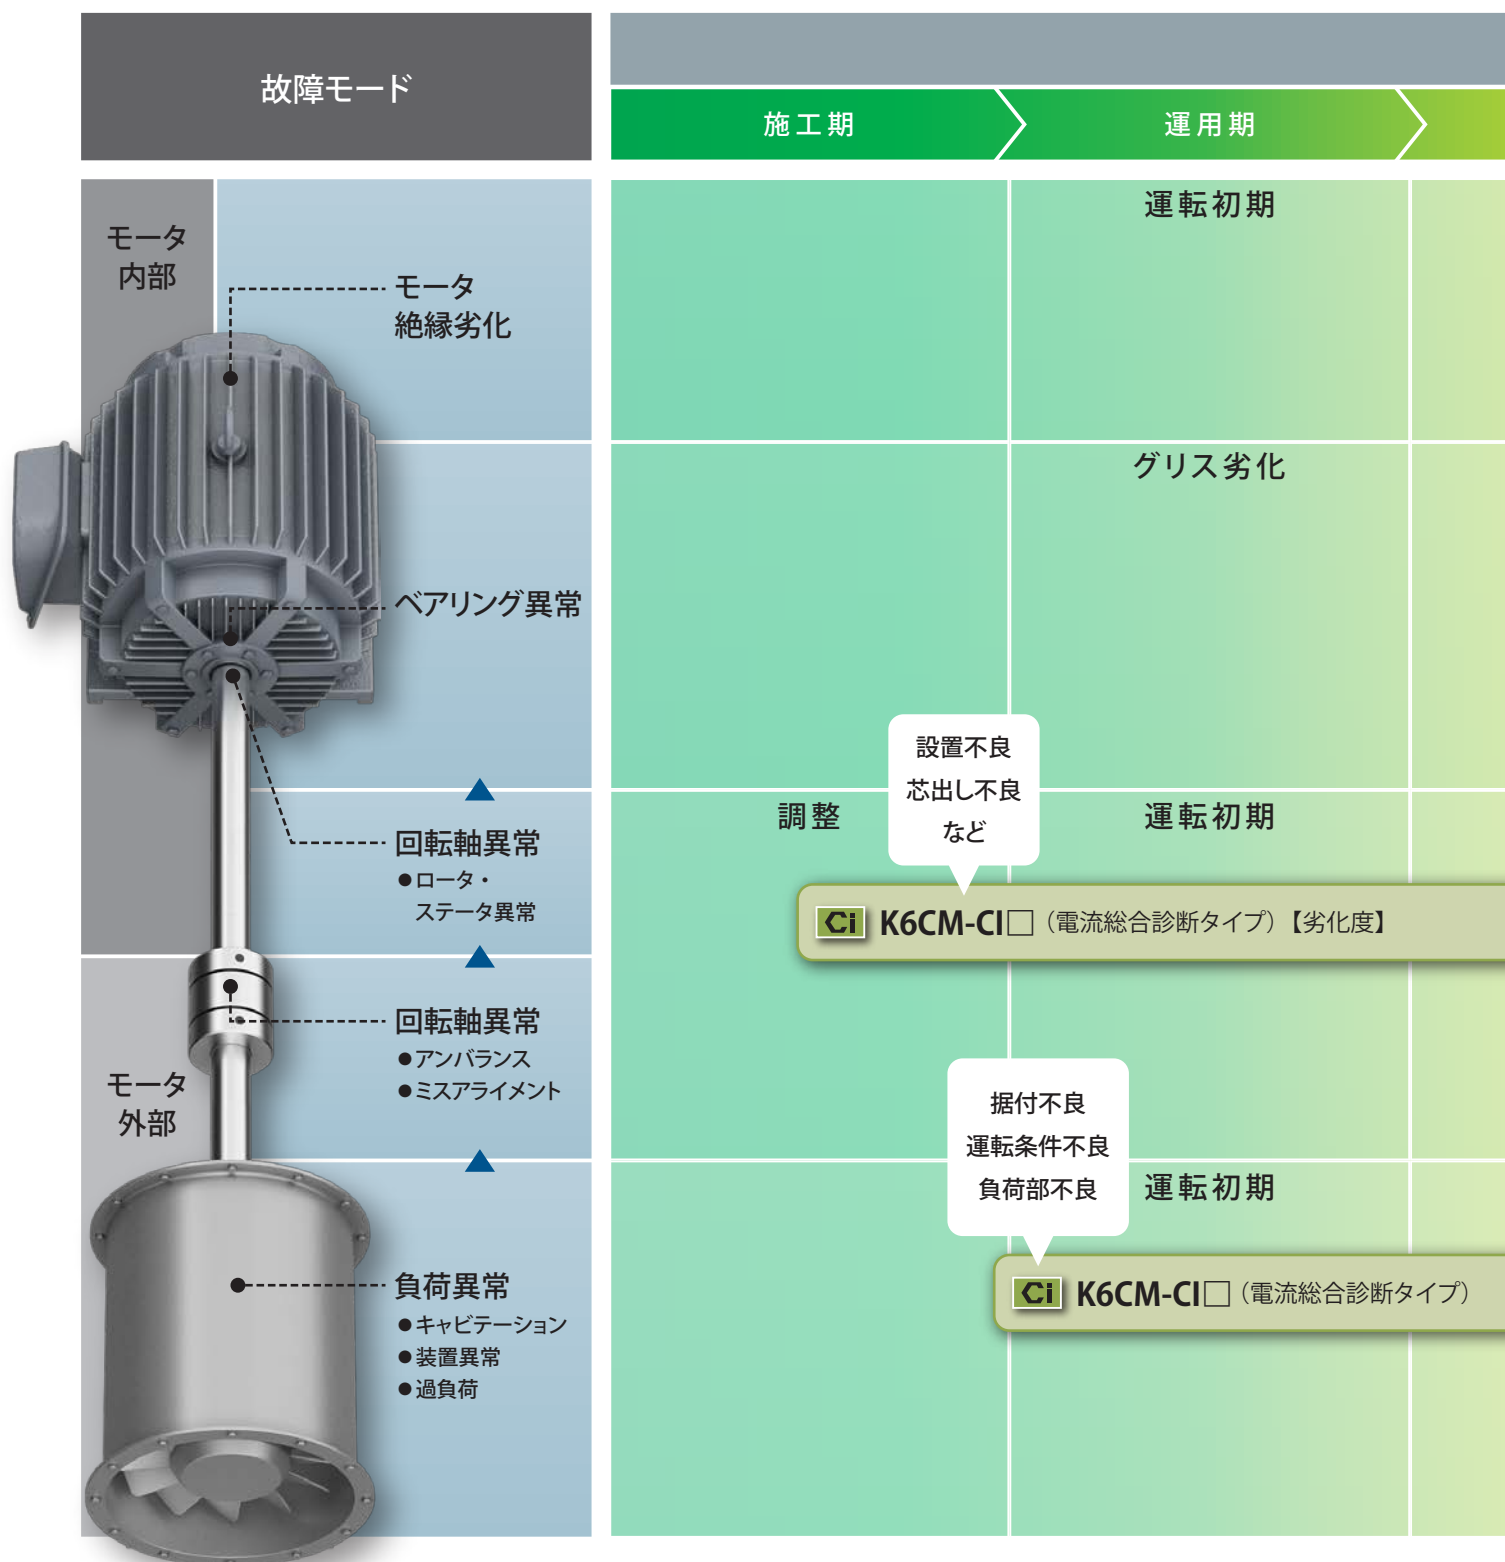 故障モード
施工期
運用期
モータ
内部
モータ
絶縁劣化
運転初期
グリス劣化
ベアリング異常
設置不良
芯出し不良
など
調整
運転初期
回転軸異常
●ロータ・
ステータ異常
Ci K6CM-CI□（電流総合診断タイプ）【劣化度】
回転軸異常
●アンバランス
●ミスアライメント
モータ
外部
据付不良
運転条件不良
負荷部不良
運転初期
負荷異常
●キャビテーション
●装置異常
●過負荷
Ci K6CM-CI□（電流総合診断タイプ）